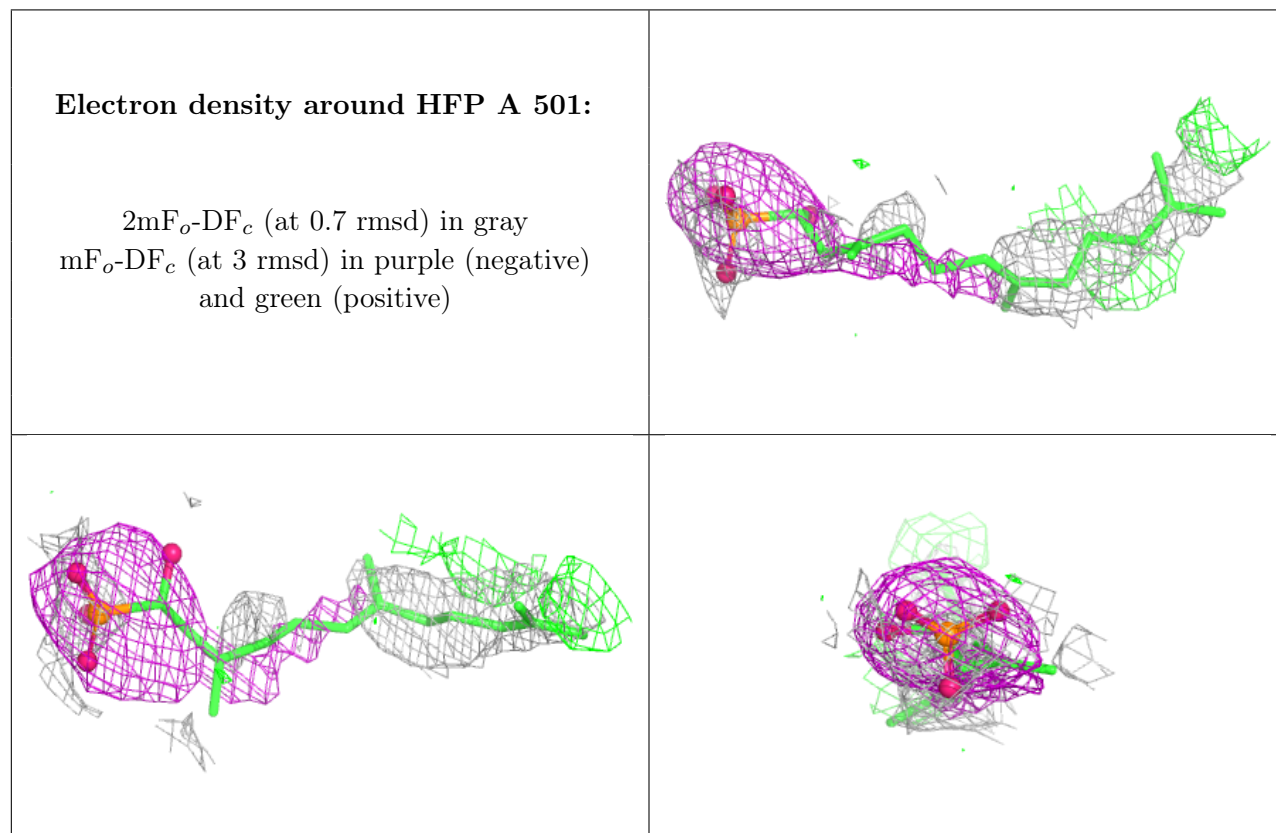 Electron density around HFP A 501:
2mFo-DFc (at 0.7 rmsd) in gray
mFo-DFc (at 3 rmsd) in purple (negative)
and green (positive)